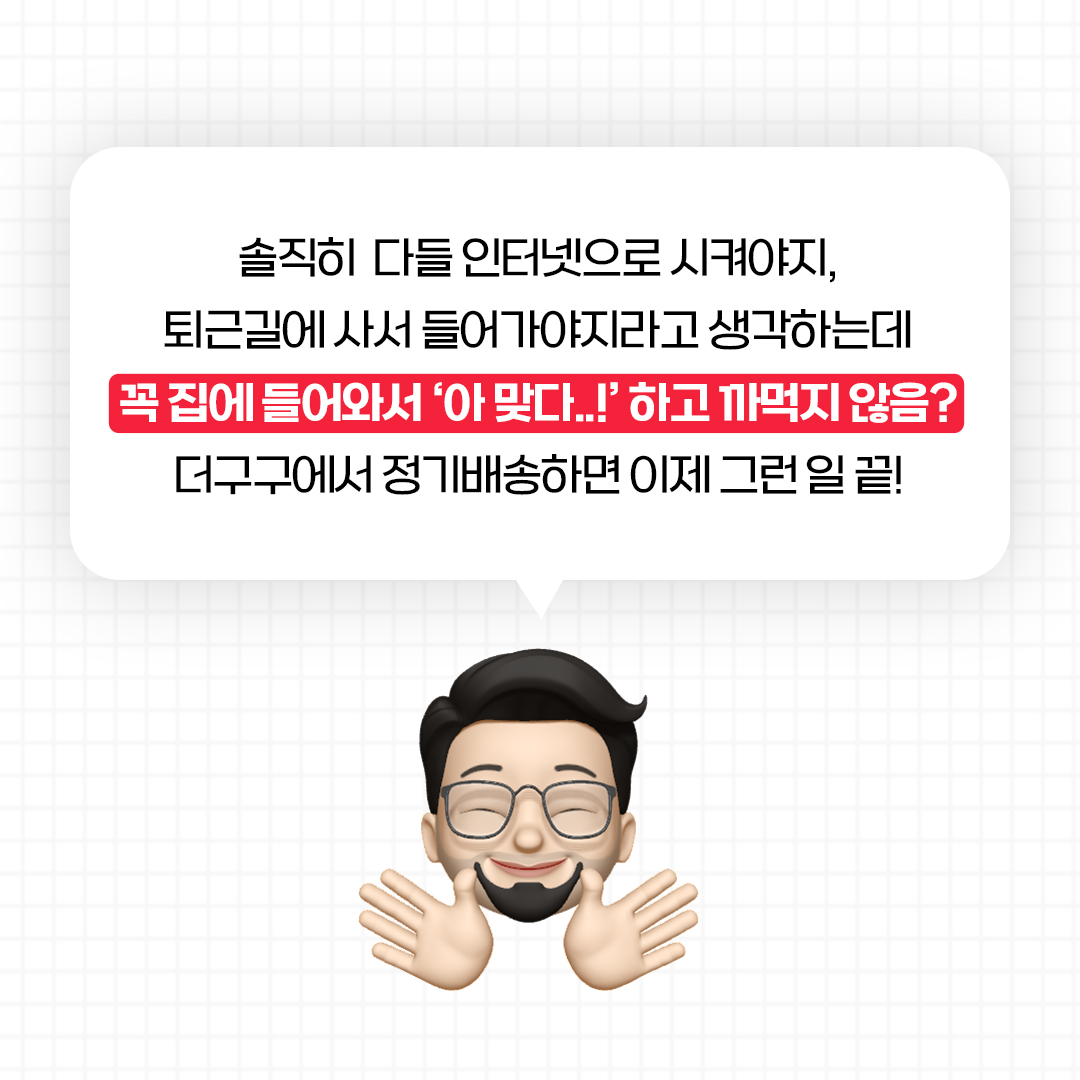 솔직히 다들 인터넷으로 시켜야지,
퇴근길에 사서 들어가야지라고 생각하는데
꼭 집에 들어와서 ‘아 맞다..!’ 하고 까먹지 않음?
더구구에서 정기배송하면 이제 그런 일 끝!